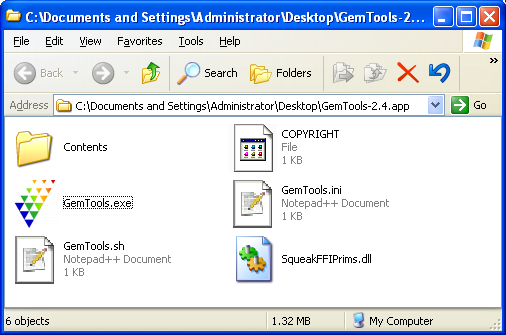 C:\Documents and Settings\Administrator\Desktop\GemTools-2....
File Edit View Favorites Tools Help
Back Search Folders
Address C:\Documents and Settings\Administrator\Desktop\GemTools-2.4.app Go
Contents
COPYRIGHT
File
1 KB
GemTools.exe
GemTools.ini
Notepad++ Document
1 KB
GemTools.sh
Notepad++ Document
1 KB
SqueakFFIPrims.dll
6 objects 1.32 MB My Computer